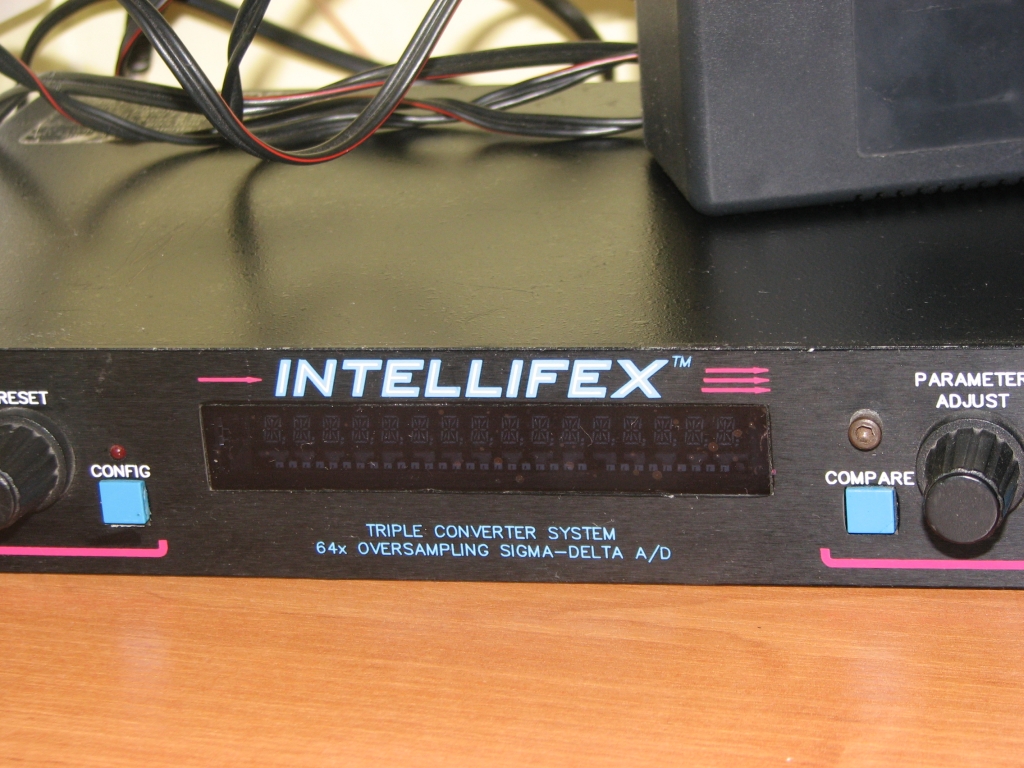 INTELLIFEX™
RESET
CONFIG
TRIPLE CONVERTER SYSTEM
64x OVERSAMPLING SIGMA-DELTA A/D
COMPARE
PARAMETER
ADJUST